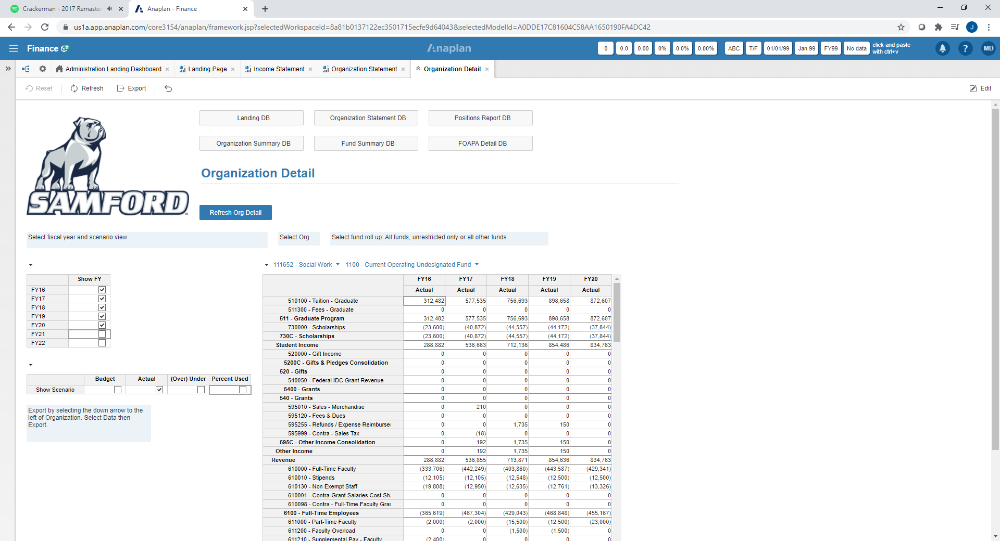 Crackerman - 2017 Remaster
Anaplan - Finance
us1a.app.anaplan.com/core3154/anaplan/framework.jsp?selectedWorkspaceId=8a81b0137122ec3501715ecfe9d64043&selectedModelId=A0DDE17C81604C58AA1650190FA4DC42
J
Finance
Anaplan
0 0.0 0.00 0% 0.0% 0.00% ABC T/F 01/01/99 Jan 99 FY99 No data
click and paste
with ctrl+v
? MD
Administration Landing Dashboard Landing Page Income Statement Organization Statement Organization Detail
Reset Refresh Export Edit
Landing DB Organization Statement DB Positions Report DB
Organization Summary DB Fund Summary DB FOAPA Detail DB
SAMFORD
Organization Detail
Refresh Org Detail
Select fiscal year and scenario view Select Org Select fund roll up: All funds, unrestricted only or all other funds
Show FY
FY16
FY17
FY18
FY19
FY20
FY21
FY22
Budget Actual (Over) Under Percent Used
Show Scenario
Export by selecting the down arrow to the
left of Organization. Select Data then
Export.
111652 - Social Work 1100 - Current Operating Undesignated Fund
FY16 FY17 FY18 FY19 FY20
Actual Actual Actual Actual Actual
510100 - Tuition - Graduate 312,482 577,535 756,693 898,658 872,607
511300 - Fees - Graduate 0 0 0 0 0
511 - Graduate Program 312,482 577,535 756,693 898,658 872,607
730000 - Scholarships (23,600) (40,872) (44,557) (44,172) (37,844)
730C - Scholarships (23,600) (40,872) (44,557) (44,172) (37,844)
Student Income 288,882 536,663 712,136 854,486 834,763
520000 - Gift Income 0 0 0 0 0
5200C - Gifts & Pledges Consolidation 0 0 0 0 0
520 - Gifts 0 0 0 0 0
540050 - Federal IDC Grant Revenue 0 0 0 0 0
5400 - Grants 0 0 0 0 0
540 - Grants 0 0 0 0 0
595010 - Sales - Merchandise 0 210 0 0 0
595120 - Fees & Dues 0 0 0 0 0
595255 - Refunds / Expense Reimburse 0 0 1,735 150 0
595999 - Contra - Sales Tax 0 (18) 0 0 0
595C - Other Income Consolidation 0 192 1,735 150 0
Other Income 0 192 1,735 150 0
Revenue 288,882 536,855 713,871 854,636 834,763
610000 - Full-Time Faculty (333,706) (442,249) (403,860) (443,587) (429,341)
610010 - Stipends (12,105) (12,105) (12,548) (12,500) (12,500)
610130 - Non Exempt Staff (19,808) (12,950) (12,635) (12,761) (13,326)
610001 - Contra-Grant Salaries Cost Sh 0 0 0 0 0
610098 - Contra - Full-Time Faculty Grar 0 0 0 0 0
6100 - Full-Time Employees (365,619) (467,304) (429,043) (468,848) (455,167)
611000 - Part-Time Faculty (2,000) (2,000) (15,500) (12,500) (23,000)
611200 - Faculty Overload 0 0 (1,500) (1,500) 0
611210 - Supplemental Pay - Faculty (2,400) 0 0 0 0